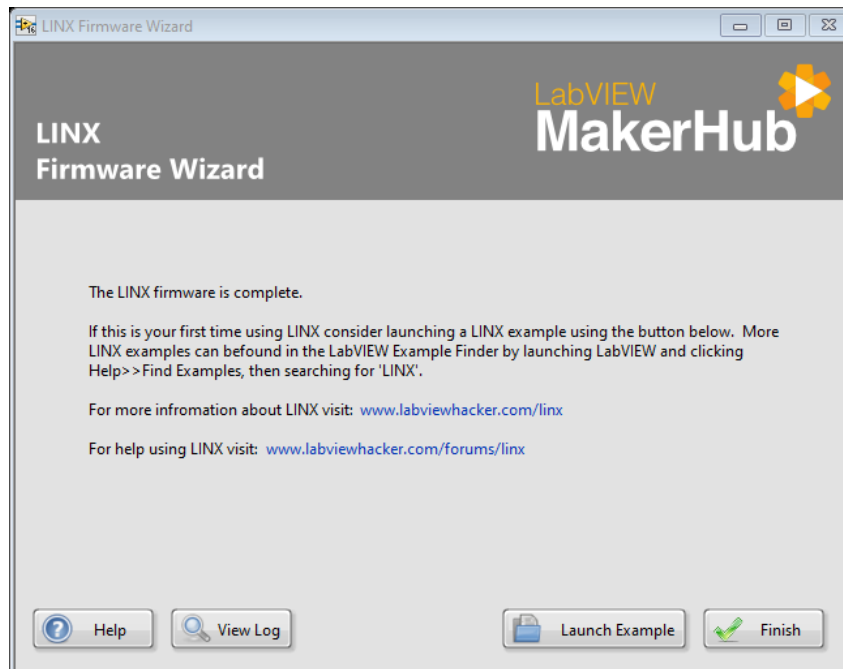 LINX Firmware Wizard
LabVIEW
MakerHub
LINX
Firmware Wizard
The LINX firmware is complete.
If this is your first time using LINX consider launching a LINX example using the button below.  More
LINX examples can befound in the LabVIEW Example Finder by launching LabVIEW and clicking
Help>>Find Examples, then searching for 'LINX'.
For more infromation about LINX visit:  www.labviewhacker.com/linx
For help using LINX visit:  www.labviewhacker.com/forums/linx
Help
View Log
Launch Example
Finish